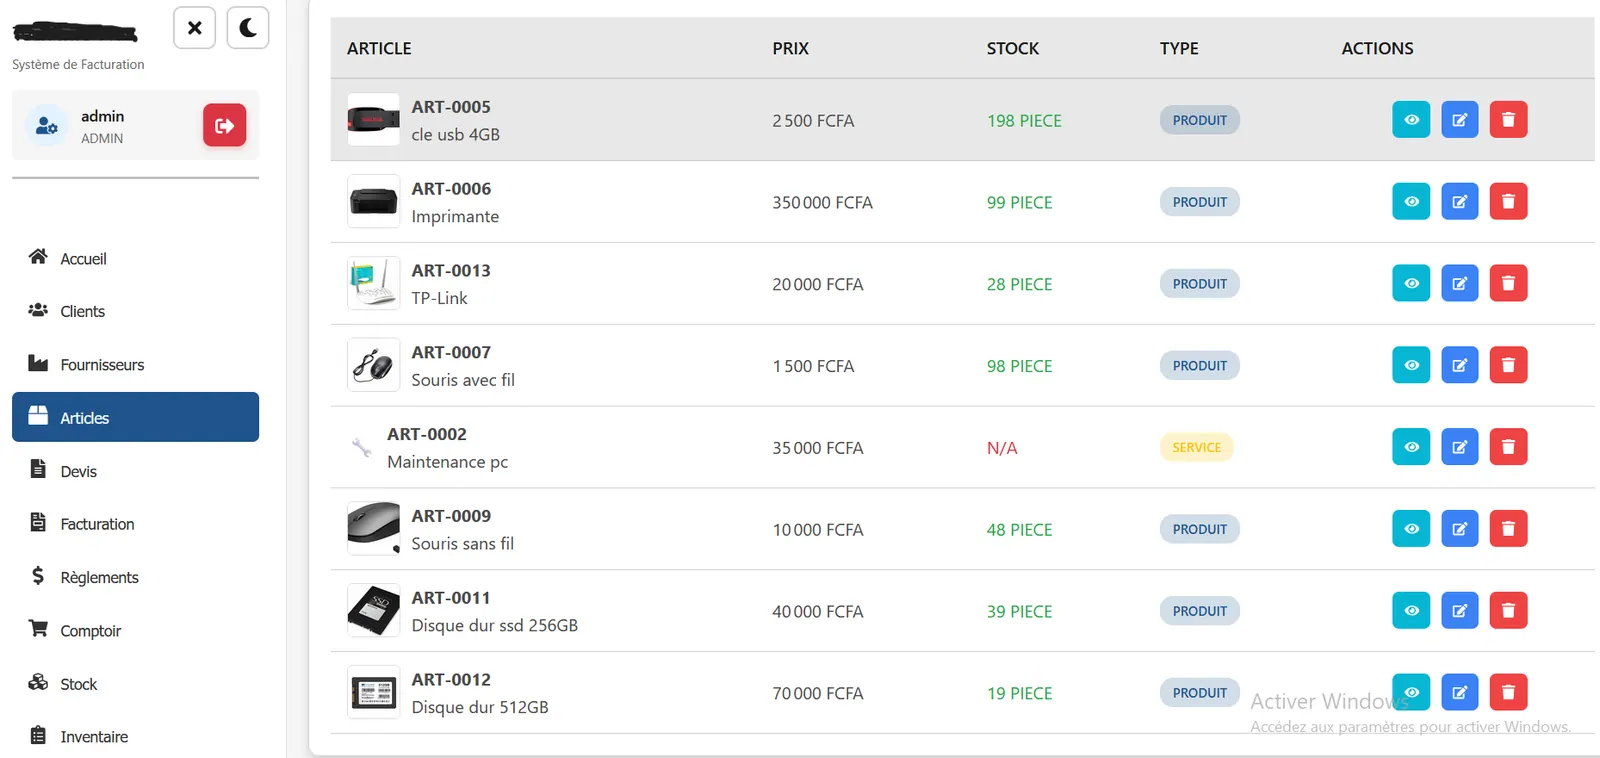 Système de Facturation
admin
ADMIN
Accueil
Clients
Fournisseurs
Articles
Devis
Facturation
Règlements
Comptoir
Stock
Inventaire
ARTICLE PRIX STOCK TYPE ACTIONS
ART-0005
cle usb 4GB
2 500 FCFA 198 PIECE PRODUIT
ART-0006
Imprimante
350 000 FCFA 99 PIECE PRODUIT
ART-0013
TP-Link
20 000 FCFA 28 PIECE PRODUIT
ART-0007
Souris avec fil
1 500 FCFA 98 PIECE PRODUIT
ART-0002
Maintenance pc
35 000 FCFA N/A SERVICE
ART-0009
Souris sans fil
10 000 FCFA 48 PIECE PRODUIT
SSD
ART-0011
Disque dur ssd 256GB
40 000 FCFA 39 PIECE PRODUIT
ART-0012
Disque dur 512GB
70 000 FCFA 19 PIECE PRODUIT
Activer Windows
Accédez aux paramètres pour activer Windows.